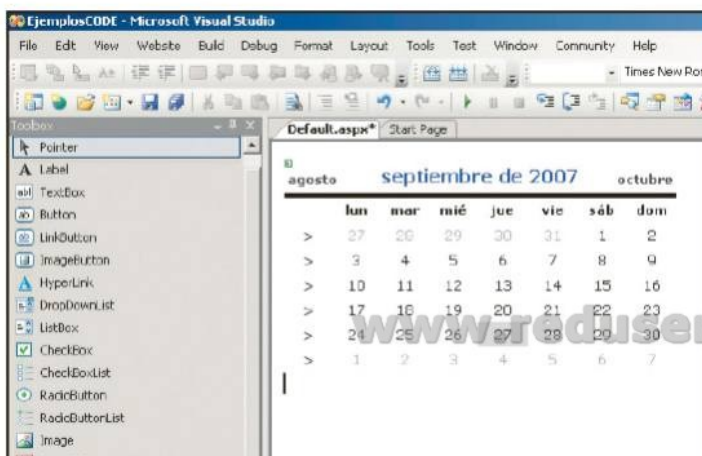 EjemplosCODE - Microsoft Visual Studio
File Edit View Website Build Debug Format Layout Tools Test Window Community Help
Times New Ror
Toolbox
Default.aspx* Start Page
Pointer
A Label
abl TextBox
ab Button
ab LinkButton
ImageButton
A HyperLink
DropDownList
ListBox
CheckBox
CheckBoxList
RadioButton
RadioButtonList
Image
agosto septiembre de 2007 octubre
lun mar mié jue vie sáb dom
> 27 28 29 30 31 1 2
> 3 4 5 6 7 8 9
> 10 11 12 13 14 15 16
> 17 18 19 20 21 22 23
> 24 25 26 27 28 29 30
> 1 2 3 4 5 6 7
www.reduser